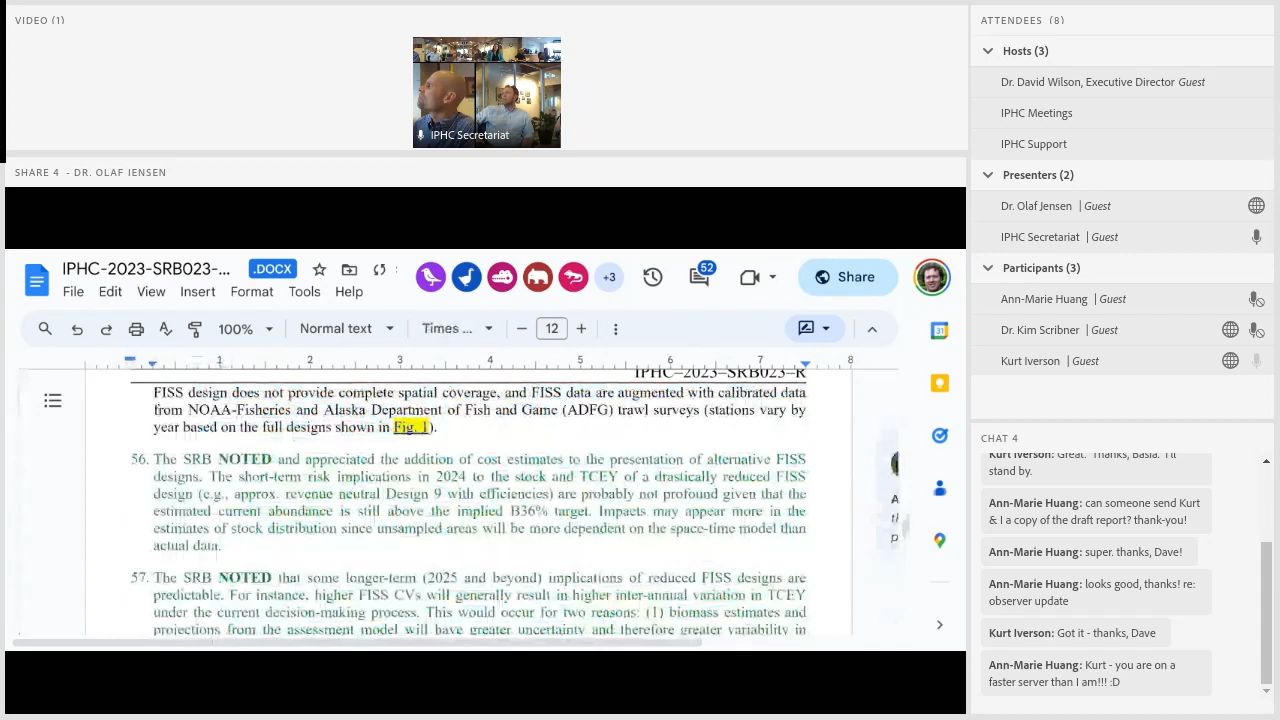 VIDEO (1)
IPHC Secretariat
SHARE 4 - DR. OLAF JENSEN
IPHC-2023-SRB023-...
.DOCX
+3
52
Share
File Edit View Insert Format Tools Help
100%
Normal text
Times ...
12
1 2 3 4 5 6 7 8
IPHC–2023–SRB023–R
FISS design does not provide complete spatial coverage, and FISS data are augmented with calibrated data
from NOAA-Fisheries and Alaska Department of Fish and Game (ADFG) trawl surveys (stations vary by
year based on the full designs shown in Fig. 1).
56. The SRB NOTED and appreciated the addition of cost estimates to the presentation of alternative FISS
designs. The short-term risk implications in 2024 to the stock and TCEY of a drastically reduced FISS
design (e.g., approx. revenue neutral Design 9 with efficiencies) are probably not profound given that the
estimated current abundance is still above the implied B36% target. Impacts may appear more in the
estimates of stock distribution since unsampled areas will be more dependent on the space-time model than
actual data.
57. The SRB NOTED that some longer-term (2025 and beyond) implications of reduced FISS designs are
predictable. For instance, higher FISS CVs will generally result in higher inter-annual variation in TCEY
under the current decision-making process. This would occur for two reasons: (1) biomass estimates and
projections from the assessment model will have greater uncertainty and therefore greater variability in
31
ATTENDEES (8)
Hosts (3)
Dr. David Wilson, Executive Director Guest
IPHC Meetings
IPHC Support
Presenters (2)
Dr. Olaf Jensen | Guest
IPHC Secretariat | Guest
Participants (3)
Ann-Marie Huang | Guest
Dr. Kim Scribner | Guest
Kurt Iverson | Guest
CHAT 4
Kurt Iverson: Great. Thanks, Basia. I'll
stand by.
Ann-Marie Huang: can someone send Kurt
& I a copy of the draft report? thank-you!
Ann-Marie Huang: super. thanks, Dave!
Ann-Marie Huang: looks good, thanks! re:
observer update
Kurt Iverson: Got it - thanks, Dave
Ann-Marie Huang: Kurt - you are on a
faster server than I am!!! :D